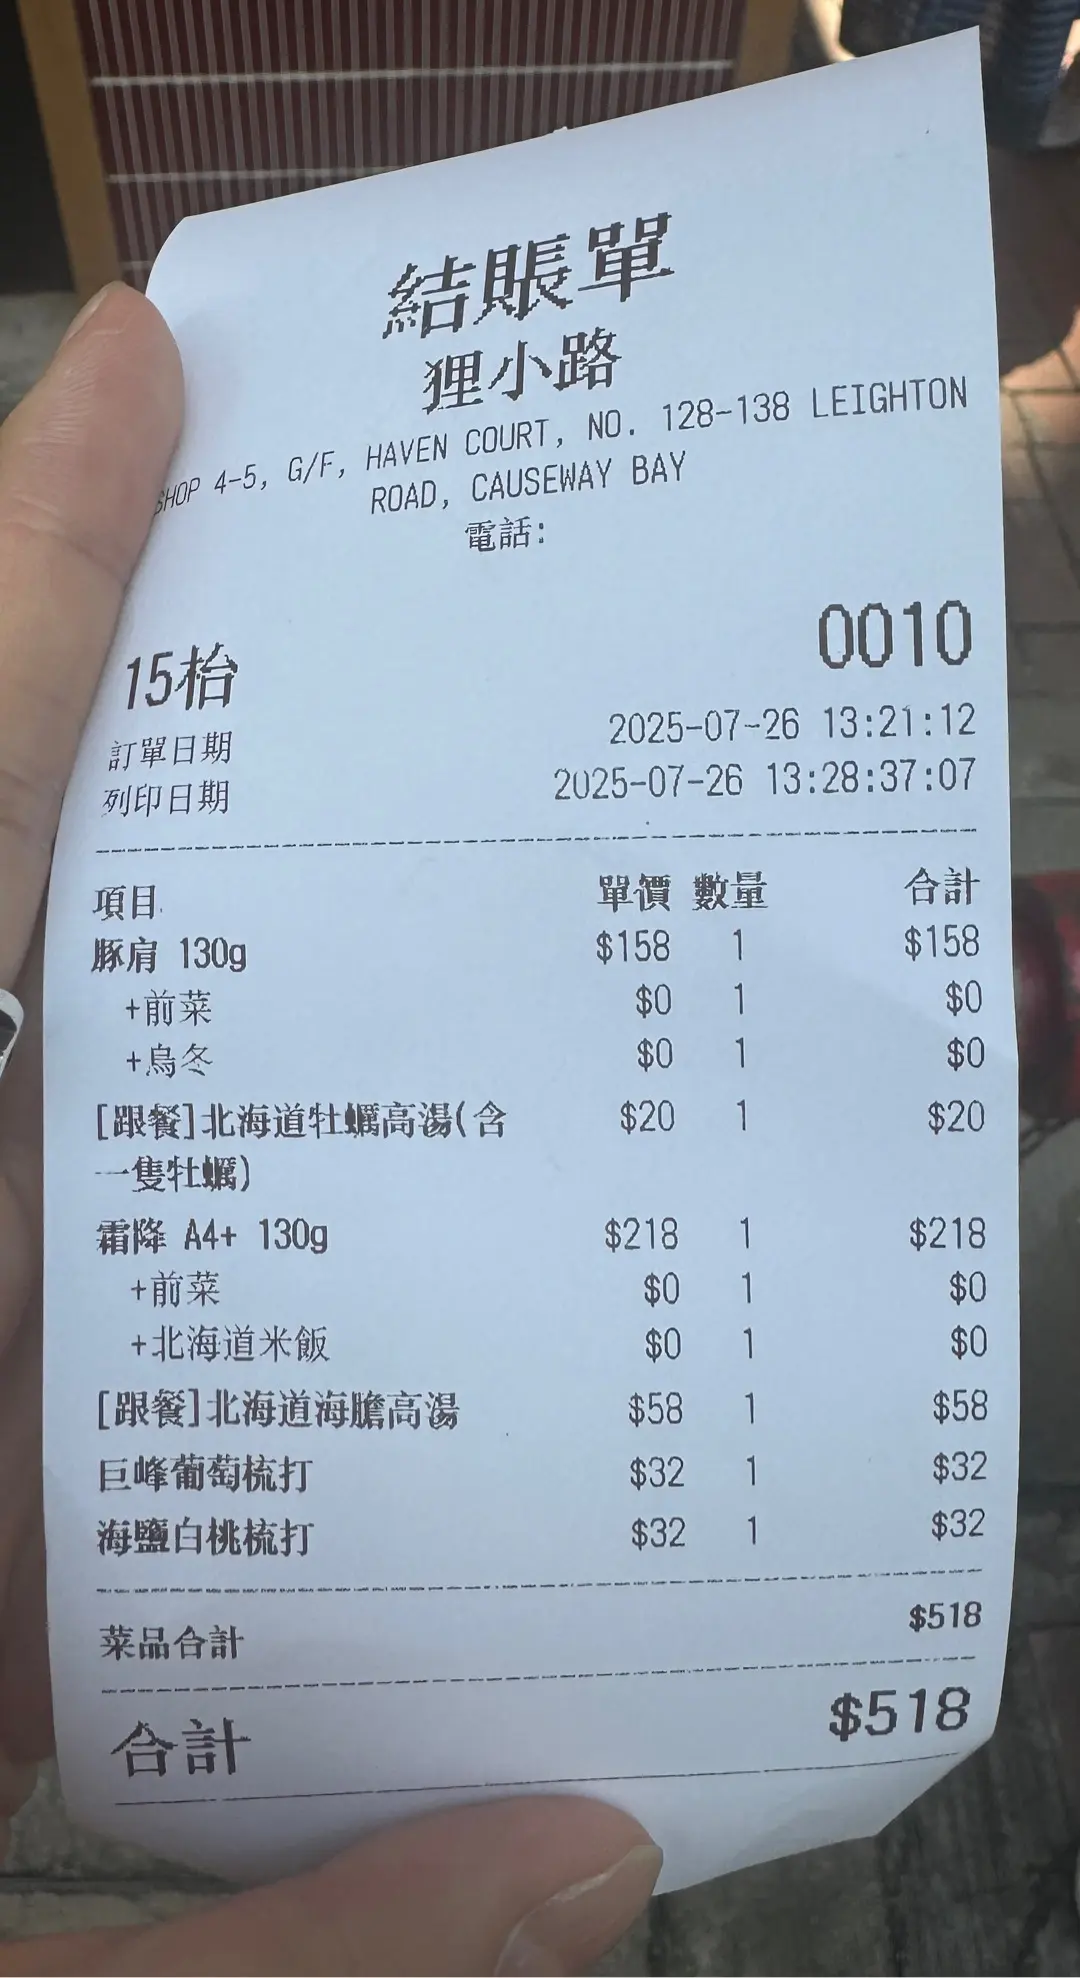 結賬單
狸小路
SHOP 4-5, G/F, HAVEN COURT, NO. 128-138 LEIGHTON
ROAD, CAUSEWAY BAY
電話:
15枱 0010
訂單日期 2025-07-26 13:21:12
列印日期 2025-07-26 13:28:37:07
項目 單價 數量 合計
豚肩 130g $158 1 $158
+前菜 $0 1 $0
+烏冬 $0 1 $0
[跟餐]北海道牡蠣高湯(含 $20 1 $20
一隻牡蠣)
霜降 A4+ 130g $218 1 $218
+前菜 $0 1 $0
+北海道米飯 $0 1 $0
[跟餐]北海道海膽高湯 $58 1 $58
巨峰葡萄梳打 $32 1 $32
海鹽白桃梳打 $32 1 $32
菜品合計 $518
合計 $518